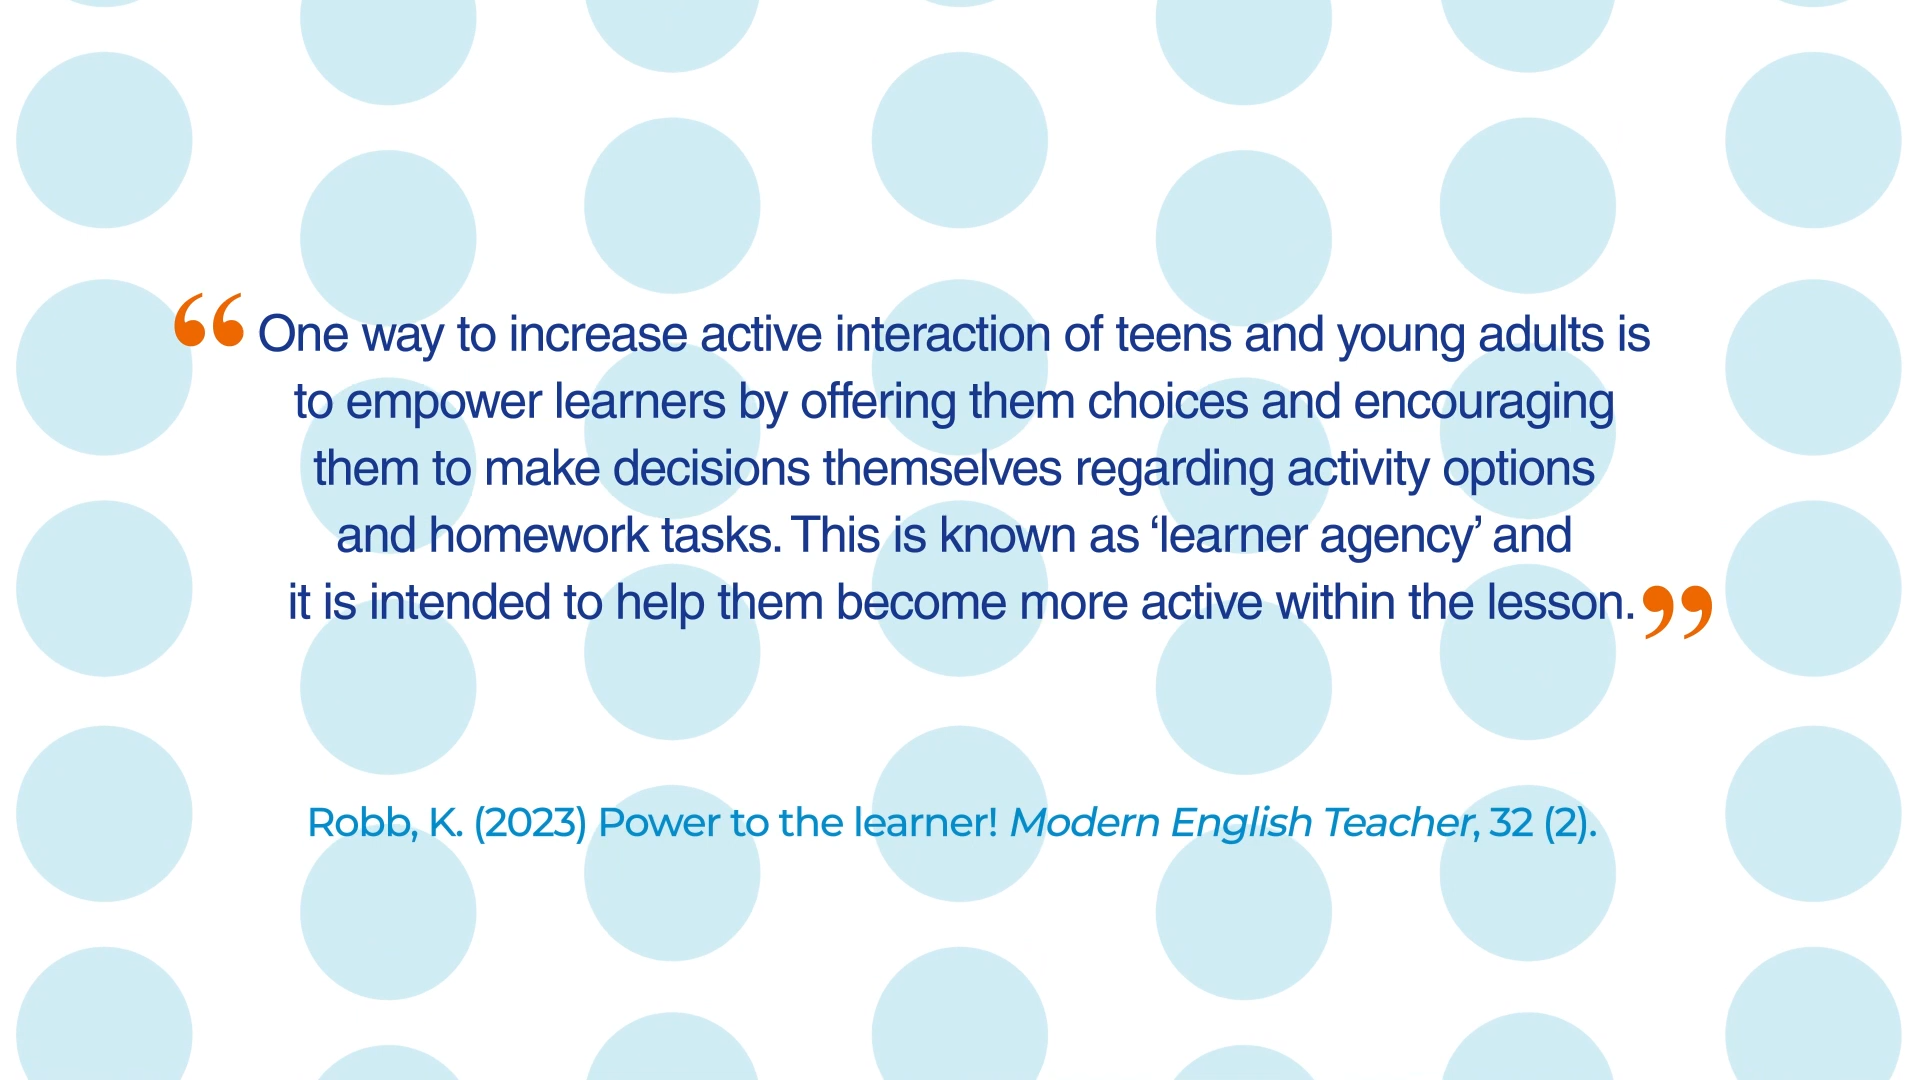 “One way to increase active interaction of teens and young adults is
to empower learners by offering them choices and encouraging
them to make decisions themselves regarding activity options
and homework tasks. This is known as ‘learner agency’ and
it is intended to help them become more active within the lesson.”
Robb, K. (2023) Power to the learner! Modern English Teacher, 32 (2).